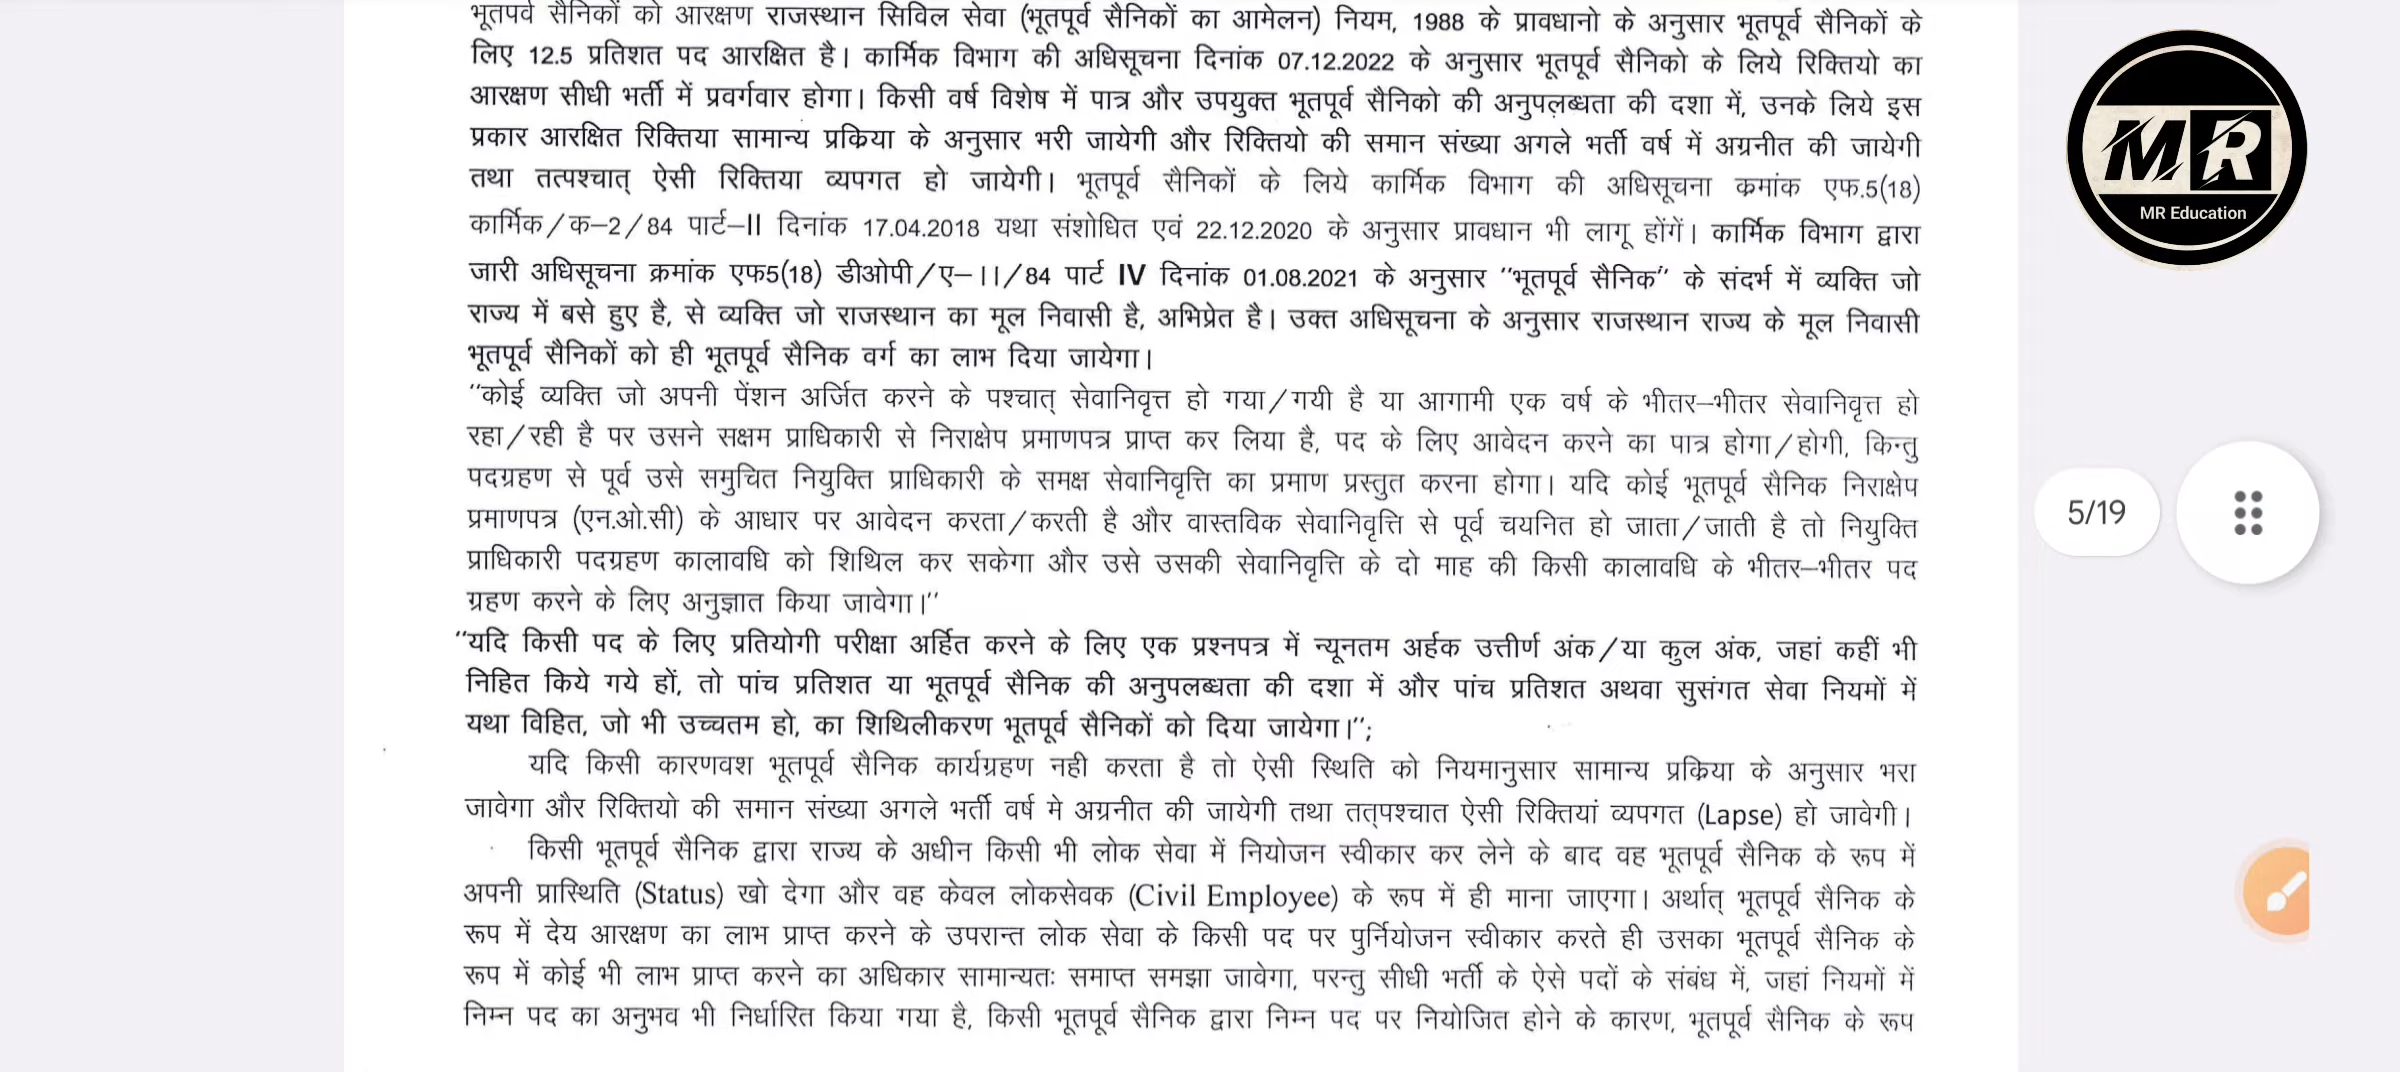 भूतपर्व सैनिकों को आरक्षण राजस्थान सिविल सेवा (भूतपूर्व सैनिकों का आमेलन) नियम, 1988 के प्रावधानो के अनुसार भूतपूर्व सैनिकों के
लिए 12.5 प्रतिशत पद आरक्षित है। कार्मिक विभाग की अधिसूचना दिनांक 07.12.2022 के अनुसार भूतपूर्व सैनिको के लिये रिक्तियो का
आरक्षण सीधी भर्ती में प्रवर्गवार होगा। किसी वर्ष विशेष में पात्र और उपयुक्त भूतपूर्व सैनिको की अनुपलब्धता की दशा में, उनके लिये इस
प्रकार आरक्षित रिक्तिया सामान्य प्रक्रिया के अनुसार भरी जायेगी और रिक्तियो की समान संख्या अगले भर्ती वर्ष में अग्रनीत की जायेगी
तथा तत्पश्चात् ऐसी रिक्तिया व्यपगत हो जायेगी। भूतपूर्व सैनिकों के लिये कार्मिक विभाग की अधिसूचना क्रमांक एफ.5(18)
कार्मिक/क–2/84 पार्ट–II दिनांक 17.04.2018 यथा संशोधित एवं 22.12.2020 के अनुसार प्रावधान भी लागू होंगें। कार्मिक विभाग द्वारा
जारी अधिसूचना क्रमांक एफ5(18) डीओपी/ए–II/84 पार्ट IV दिनांक 01.08.2021 के अनुसार "भूतपूर्व सैनिक" के संदर्भ में व्यक्ति जो
राज्य में बसे हुए है, से व्यक्ति जो राजस्थान का मूल निवासी है, अभिप्रेत है। उक्त अधिसूचना के अनुसार राजस्थान राज्य के मूल निवासी
भूतपूर्व सैनिकों को ही भूतपूर्व सैनिक वर्ग का लाभ दिया जायेगा।
"कोई व्यक्ति जो अपनी पेंशन अर्जित करने के पश्चात् सेवानिवृत्त हो गया/गयी है या आगामी एक वर्ष के भीतर–भीतर सेवानिवृत्त हो
रहा/रही है पर उसने सक्षम प्राधिकारी से निराक्षेप प्रमाणपत्र प्राप्त कर लिया है, पद के लिए आवेदन करने का पात्र होगा/होगी, किन्तु
पदग्रहण से पूर्व उसे समुचित नियुक्ति प्राधिकारी के समक्ष सेवानिवृत्ति का प्रमाण प्रस्तुत करना होगा। यदि कोई भूतपूर्व सैनिक निराक्षेप
प्रमाणपत्र (एन.ओ.सी) के आधार पर आवेदन करता/करती है और वास्तविक सेवानिवृत्ति से पूर्व चयनित हो जाता/जाती है तो नियुक्ति
प्राधिकारी पदग्रहण कालावधि को शिथिल कर सकेगा और उसे उसकी सेवानिवृत्ति के दो माह की किसी कालावधि के भीतर–भीतर पद
ग्रहण करने के लिए अनुज्ञात किया जावेगा।"
"यदि किसी पद के लिए प्रतियोगी परीक्षा अर्हित करने के लिए एक प्रश्नपत्र में न्यूनतम अर्हक उत्तीर्ण अंक/या कुल अंक, जहां कहीं भी
निहित किये गये हों, तो पांच प्रतिशत या भूतपूर्व सैनिक की अनुपलब्धता की दशा में और पांच प्रतिशत अथवा सुसंगत सेवा नियमों में
यथा विहित, जो भी उच्चतम हो, का शिथिलीकरण भूतपूर्व सैनिकों को दिया जायेगा।";
यदि किसी कारणवश भूतपूर्व सैनिक कार्यग्रहण नही करता है तो ऐसी स्थिति को नियमानुसार सामान्य प्रक्रिया के अनुसार भरा
जावेगा और रिक्तियो की समान संख्या अगले भर्ती वर्ष मे अग्रनीत की जायेगी तथा तत्पश्चात ऐसी रिक्तियां व्यपगत (Lapse) हो जावेगी।
किसी भूतपूर्व सैनिक द्वारा राज्य के अधीन किसी भी लोक सेवा में नियोजन स्वीकार कर लेने के बाद वह भूतपूर्व सैनिक के रूप में
अपनी प्रास्थिति (Status) खो देगा और वह केवल लोकसेवक (Civil Employee) के रूप में ही माना जाएगा। अर्थात् भूतपूर्व सैनिक के
रूप में देय आरक्षण का लाभ प्राप्त करने के उपरान्त लोक सेवा के किसी पद पर पुर्नियोजन स्वीकार करते ही उसका भूतपूर्व सैनिक के
रूप में कोई भी लाभ प्राप्त करने का अधिकार सामान्यतः समाप्त समझा जावेगा, परन्तु सीधी भर्ती के ऐसे पदों के संबंध में, जहां नियमों में
निम्न पद का अनुभव भी निर्धारित किया गया है, किसी भूतपूर्व सैनिक द्वारा निम्न पद पर नियोजित होने के कारण, भूतपूर्व सैनिक के रूप
MR
MR Education
5/19